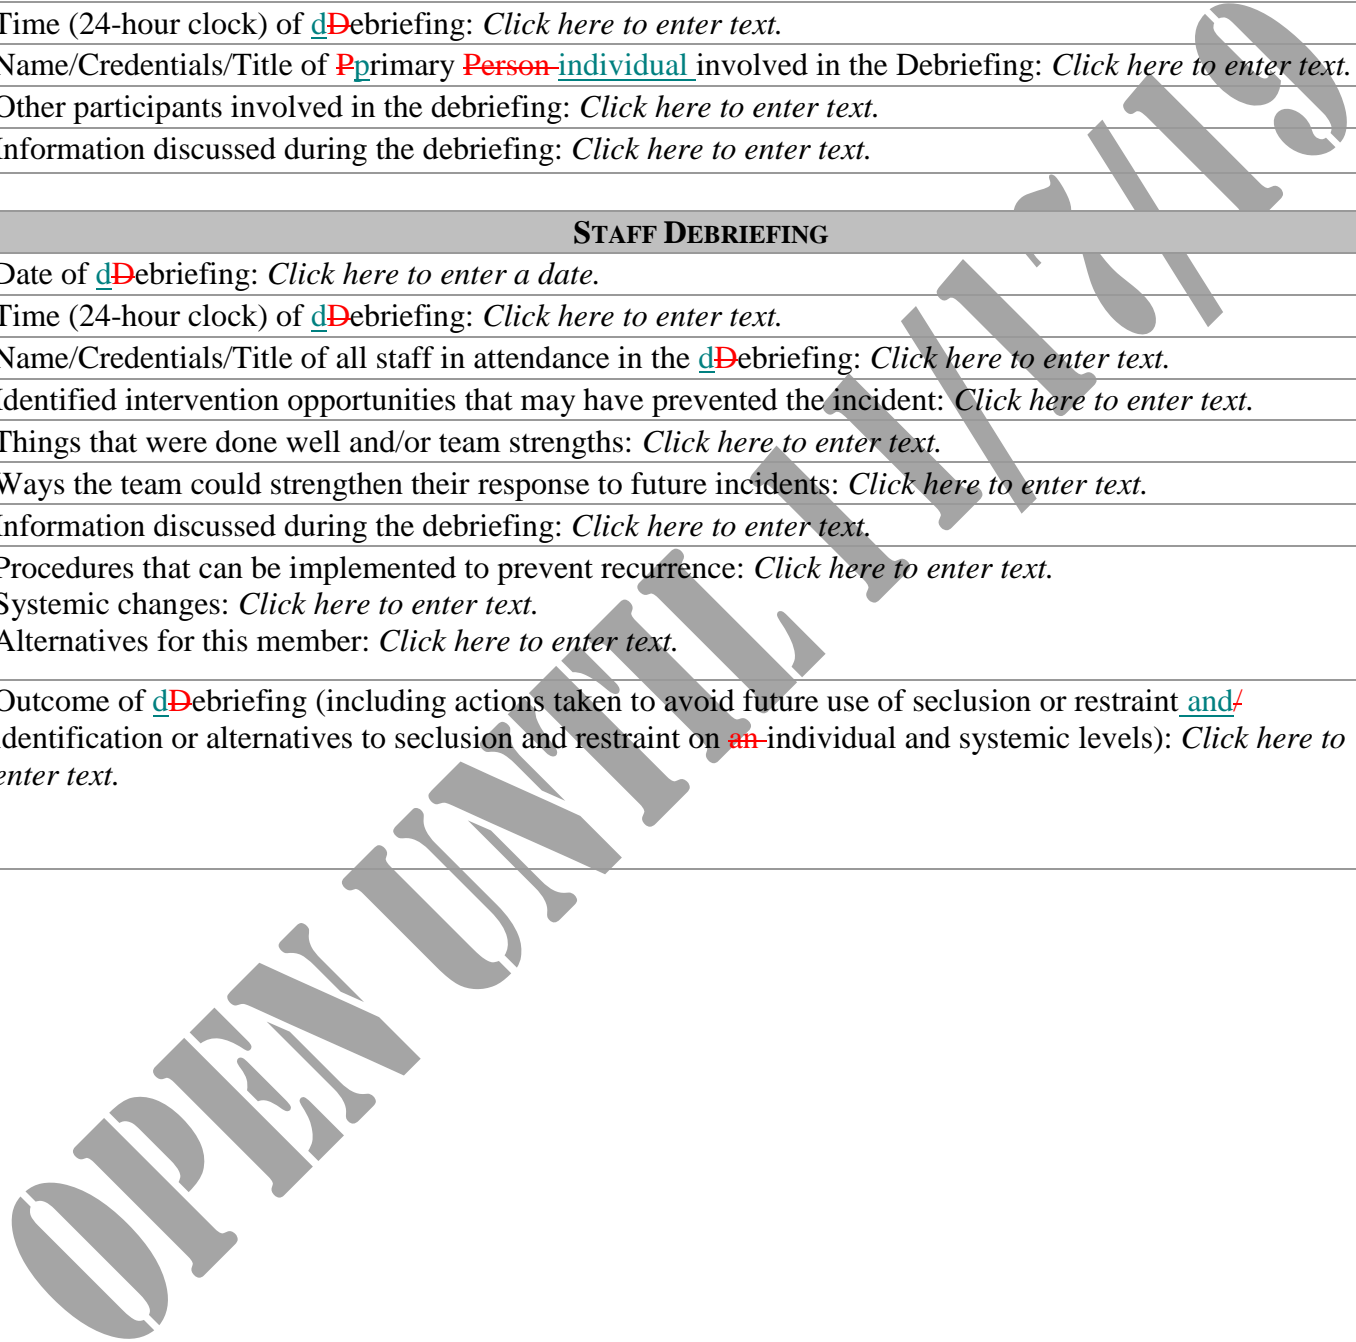 Time (24-hour clock) of dDebriefing: Click here to enter text.
Name/Credentials/Title of Pprimary Person individual involved in the Debriefing: Click here to enter text.
Other participants involved in the debriefing: Click here to enter text.
Information discussed during the debriefing: Click here to enter text.
STAFF DEBRIEFING
Date of dDebriefing: Click here to enter a date.
Time (24-hour clock) of dDebriefing: Click here to enter text.
Name/Credentials/Title of all staff in attendance in the dDebriefing: Click here to enter text.
Identified intervention opportunities that may have prevented the incident: Click here to enter text.
Things that were done well and/or team strengths: Click here to enter text.
Ways the team could strengthen their response to future incidents: Click here to enter text.
Information discussed during the debriefing: Click here to enter text.
Procedures that can be implemented to prevent recurrence: Click here to enter text.
Systemic changes: Click here to enter text.
Alternatives for this member: Click here to enter text.
Outcome of dDebriefing (including actions taken to avoid future use of seclusion or restraint and/
identification or alternatives to seclusion and restraint on an individual and systemic levels): Click here to
enter text.
OPEN UNTIL 11/17/19